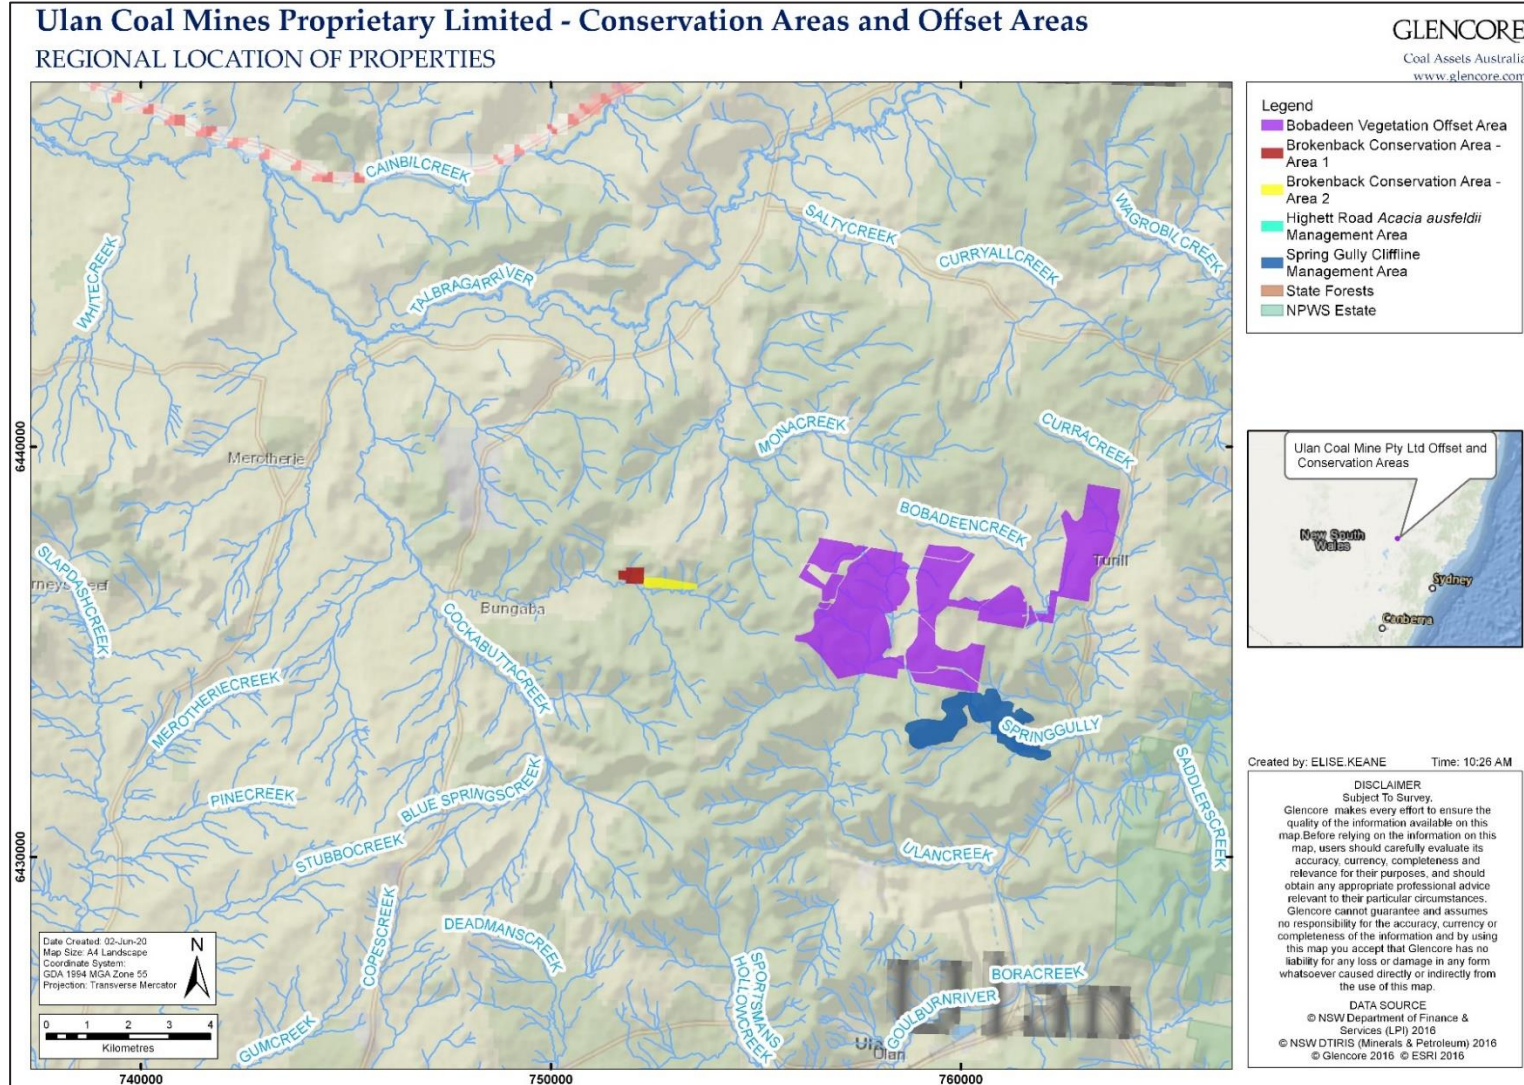 Ulan Coal Mines Proprietary Limited - Conservation Areas and Offset Areas
REGIONAL LOCATION OF PROPERTIES
GLENCORE
Coal Assets Australia
www.glencore.com
Legend
Bobadeen Vegetation Offset Area
Brokenback Conservation Area -
Area 1
Brokenback Conservation Area -
Area 2
Highett Road Acacia ausfeldii
Management Area
Spring Gully Cliffline
Management Area
State Forests
NPWS Estate
CAINBILCREEK
WHITECREEK
TALBRAGARRIVER
SALTYCREEK
CURRYALLCREEK
WAGROBILCREEK
MONACREEK
CURRACREEK
6440000
Merotherie
BOBADEENCREEK
Turill
SLAPDASHCREEK
Bungaba
COCKABUTTACREEK
MEROTHERIECREEK
SPRINGGULLY
SADDLERSCREEK
PINECREEK
BLUE SPRINGSCREEK
STUBBOCREEK
ULANCREEK
6430000
COPESCREEK
DEADMANSCREEK
SPORTSMANS
HOLLOWCREEK
BORACREEK
GOULBURNRIVER
GUMCREEK
Ulan
740000
750000
760000
Date Created: 02-Jun-20
Map Size: A4 Landscape
Coordinate System:
GDA 1994 MGA Zone 55
Projection: Transverse Mercator
N
0 1 2 3 4
Kilometres
Ulan Coal Mine Pty Ltd Offset and
Conservation Areas
New South
Wales
Sydney
Canberra
Created by: ELISE.KEANE Time: 10:26 AM
DISCLAIMER
Subject To Survey,
Glencore makes every effort to ensure the
quality of the information available on this
map.Before relying on the information on this
map, users should carefully evaluate its
accuracy, currency, completeness and
relevance for their purposes, and should
obtain any appropriate professional advice
relevant to their particular circumstances.
Glencore cannot guarantee and assumes
no responsibility for the accuracy, currency or
completeness of the information and by using
this map you accept that Glencore has no
liability for any loss or damage in any form
whatsoever caused directly or indirectly from
the use of this map.
DATA SOURCE
© NSW Department of Finance &
Services (LPI) 2016
© NSW DTIRIS (Minerals & Petroleum) 2016
© Glencore 2016 © ESRI 2016